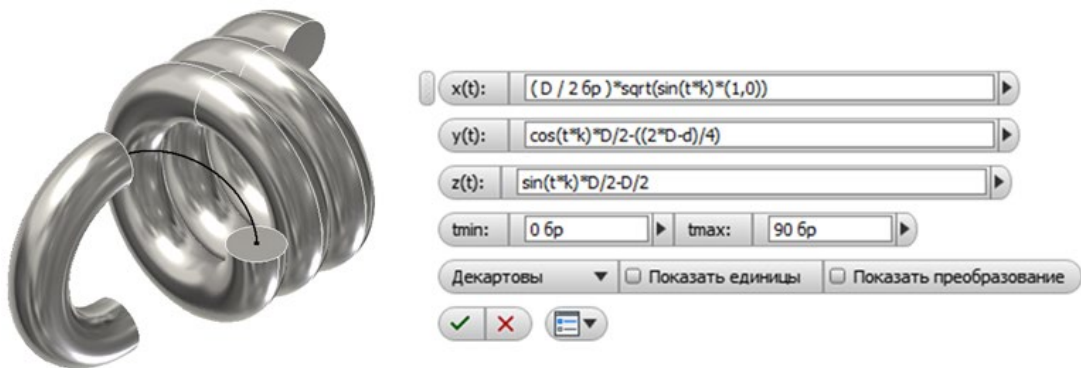 x(t): ( D / 2 бр )*sqrt(sin(t*k)*(1,0))
y(t): cos(t*k)*D/2-((2*D-d)/4)
z(t): sin(t*k)*D/2-D/2
tmin: 0 бр tmax: 90 бр
Декартовы Показать единицы Показать преобразование